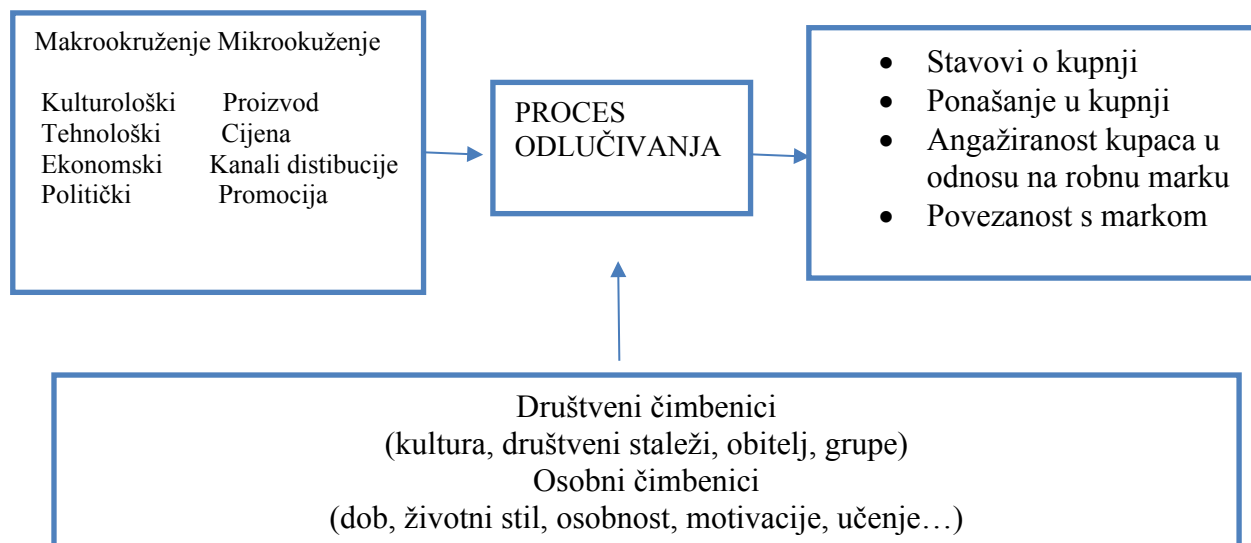 Makrookruženje Mikrookuženje
Kulturološki Proizvod
Tehnološki Cijena
Ekonomski Kanali distibucije
Politički Promocija
PROCES
ODLUČIVANJA
• Stavovi o kupnji
• Ponašanje u kupnji
• Angažiranost kupaca u
odnosu na robnu marku
• Povezanost s markom
Društveni čimbenici
(kultura, društveni staleži, obitelj, grupe)
Osobni čimbenici
(dob, životni stil, osobnost, motivacije, učenje…)